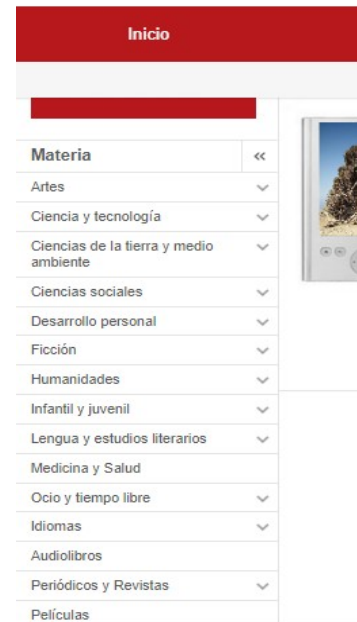 Inicio
Materia «
Artes
Ciencia y tecnología
Ciencias de la tierra y medio
ambiente
Ciencias sociales
Desarrollo personal
Ficción
Humanidades
Infantil y juvenil
Lengua y estudios literarios
Medicina y Salud
Ocio y tiempo libre
Idiomas
Audiolibros
Periódicos y Revistas
Películas